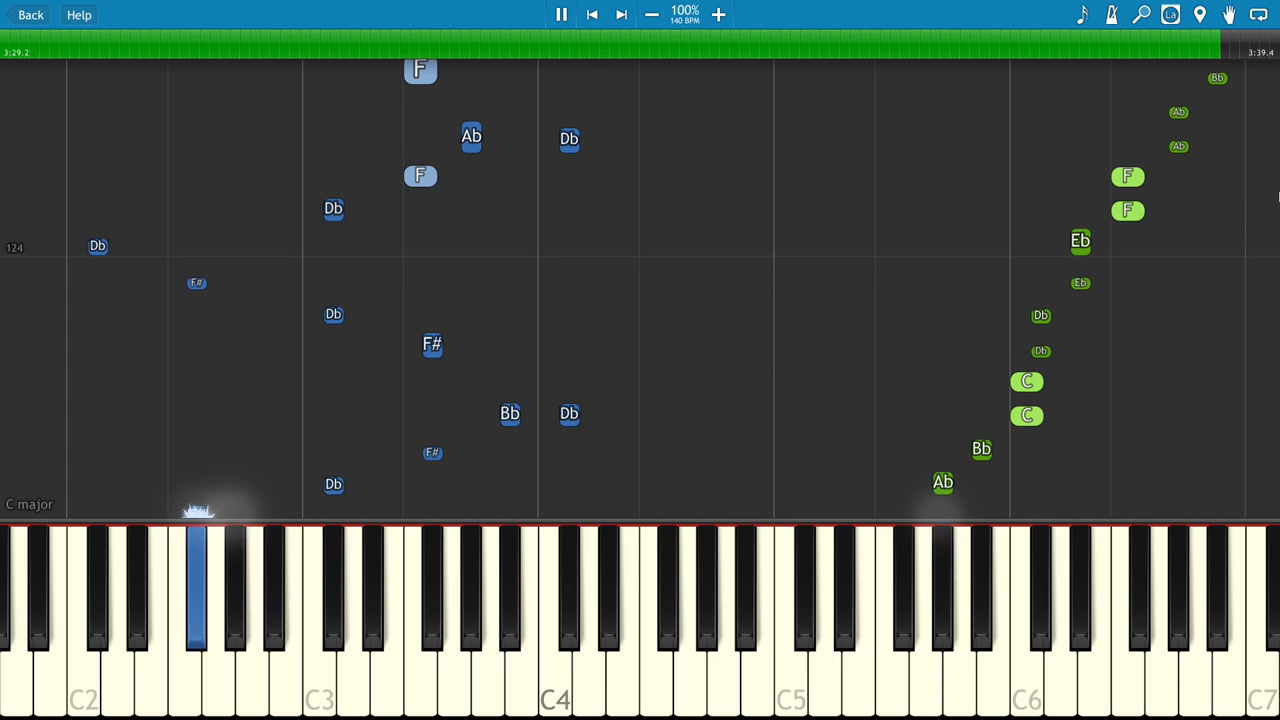 Back Help
100%
140 BPM
La
3:29.2 3:39.4
F
Bb
Ab
Ab Db
Ab
F F
Db F
Eb
Db
124
F# Eb
Db Db
F# Db
C
Bb Db C
F# Bb
Db Ab
C major
C2 C3 C4 C5 C6 C7